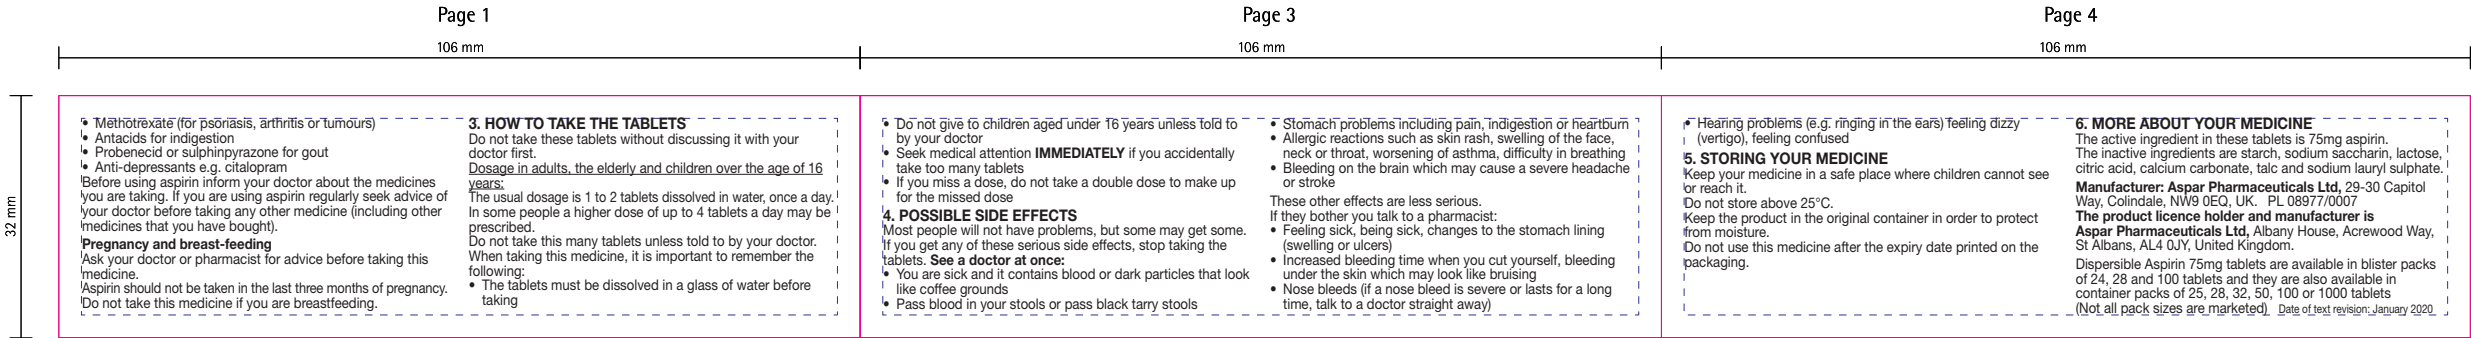 Page 1
Page 3
Page 4
106 mm
106 mm
106 mm
32 mm
• Methotrexate (for psoriasis, arthritis or tumours)
• Antacids for indigestion
• Probenecid or sulphinpyrazone for gout
• Anti-depressants e.g. citalopram
Before using aspirin inform your doctor about the medicines
you are taking. If you are using aspirin regularly seek advice of
your doctor before taking any other medicine (including other
medicines that you have bought).
Pregnancy and breast-feeding
Ask your doctor or pharmacist for advice before taking this
medicine.
Aspirin should not be taken in the last three months of pregnancy.
Do not take this medicine if you are breastfeeding.
3. HOW TO TAKE THE TABLETS
Do not take these tablets without discussing it with your
doctor first.
Dosage in adults, the elderly and children over the age of 16
years:
The usual dosage is 1 to 2 tablets dissolved in water, once a day.
In some people a higher dose of up to 4 tablets a day may be
prescribed.
Do not take this many tablets unless told to by your doctor.
When taking this medicine, it is important to remember the
following:
• The tablets must be dissolved in a glass of water before
taking
• Do not give to children aged under 16 years unless told to
by your doctor
• Seek medical attention IMMEDIATELY if you accidentally
take too many tablets
• If you miss a dose, do not take a double dose to make up
for the missed dose
4. POSSIBLE SIDE EFFECTS
Most people will not have problems, but some may get some.
If you get any of these serious side effects, stop taking the
tablets. See a doctor at once:
• You are sick and it contains blood or dark particles that look
like coffee grounds
• Pass blood in your stools or pass black tarry stools
• Stomach problems including pain, indigestion or heartburn
• Allergic reactions such as skin rash, swelling of the face,
neck or throat, worsening of asthma, difficulty in breathing
• Bleeding on the brain which may cause a severe headache
or stroke
These other effects are less serious.
If they bother you talk to a pharmacist:
• Feeling sick, being sick, changes to the stomach lining
(swelling or ulcers)
• Increased bleeding time when you cut yourself, bleeding
under the skin which may look like bruising
• Nose bleeds (if a nose bleed is severe or lasts for a long
time, talk to a doctor straight away)
• Hearing problems (e.g. ringing in the ears) feeling dizzy
(vertigo), feeling confused
5. STORING YOUR MEDICINE
Keep your medicine in a safe place where children cannot see
or reach it.
Do not store above 25°C.
Keep the product in the original container in order to protect
from moisture.
Do not use this medicine after the expiry date printed on the
packaging.
6. MORE ABOUT YOUR MEDICINE
The active ingredient in these tablets is 75mg aspirin.
The inactive ingredients are starch, sodium saccharin, lactose,
citric acid, calcium carbonate, talc and sodium lauryl sulphate.
Manufacturer: Aspar Pharmaceuticals Ltd, 29-30 Capitol
Way, Colindale, NW9 0EQ, UK. PL 08977/0007
The product licence holder and manufacturer is
Aspar Pharmaceuticals Ltd, Albany House, Acrewood Way,
St Albans, AL4 0JY, United Kingdom.
Dispersible Aspirin 75mg tablets are available in blister packs
of 24, 28 and 100 tablets and they are also available in
container packs of 25, 28, 32, 50, 100 or 1000 tablets
(Not all pack sizes are marketed) Date of text revision: January 2020